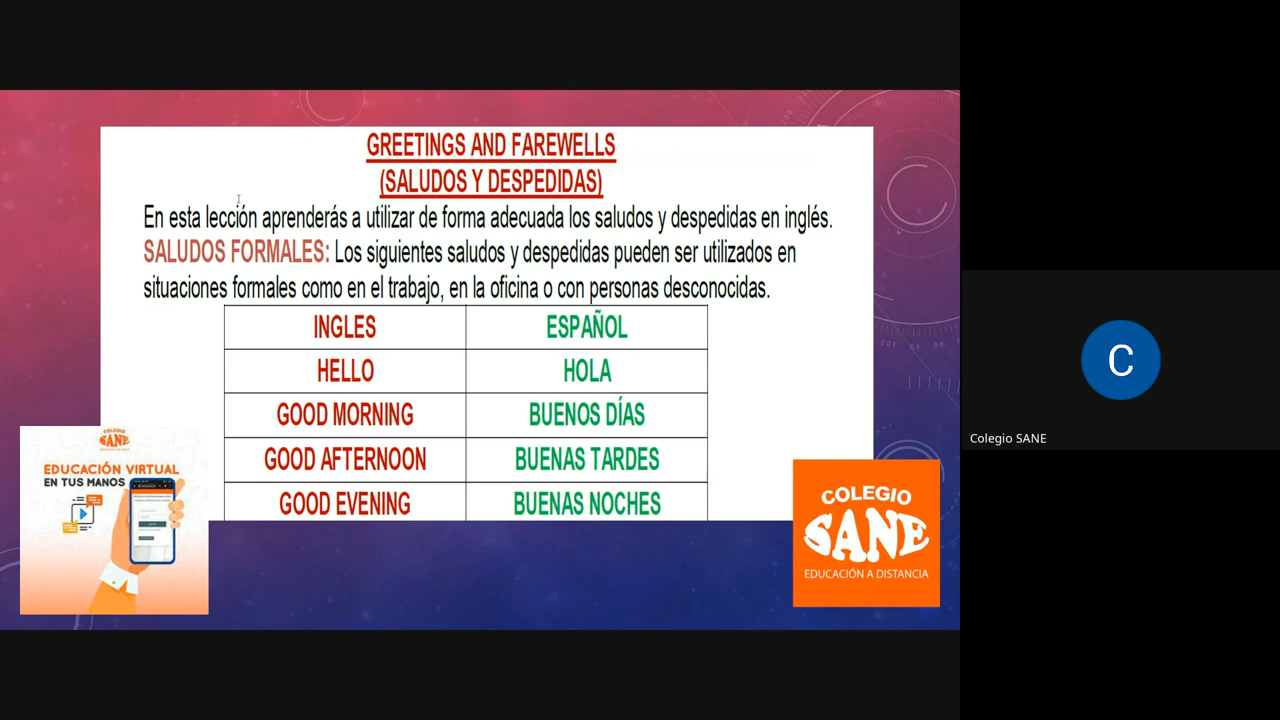 GREETINGS AND FAREWELLS
(SALUDOS Y DESPEDIDAS)
En esta lección aprenderás a utilizar de forma adecuada los saludos y despedidas en inglés.
SALUDOS FORMALES: Los siguientes saludos y despedidas pueden ser utilizados en
situaciones formales como en el trabajo, en la oficina o con personas desconocidas.
INGLES ESPAÑOL
HELLO HOLA
GOOD MORNING BUENOS DÍAS
GOOD AFTERNOON BUENAS TARDES
GOOD EVENING BUENAS NOCHES
COLEGIO
SANE
EDUCACIÓN VIRTUAL
EN TUS MANOS
COLEGIO
SANE
EDUCACIÓN A DISTANCIA
C
Colegio SANE